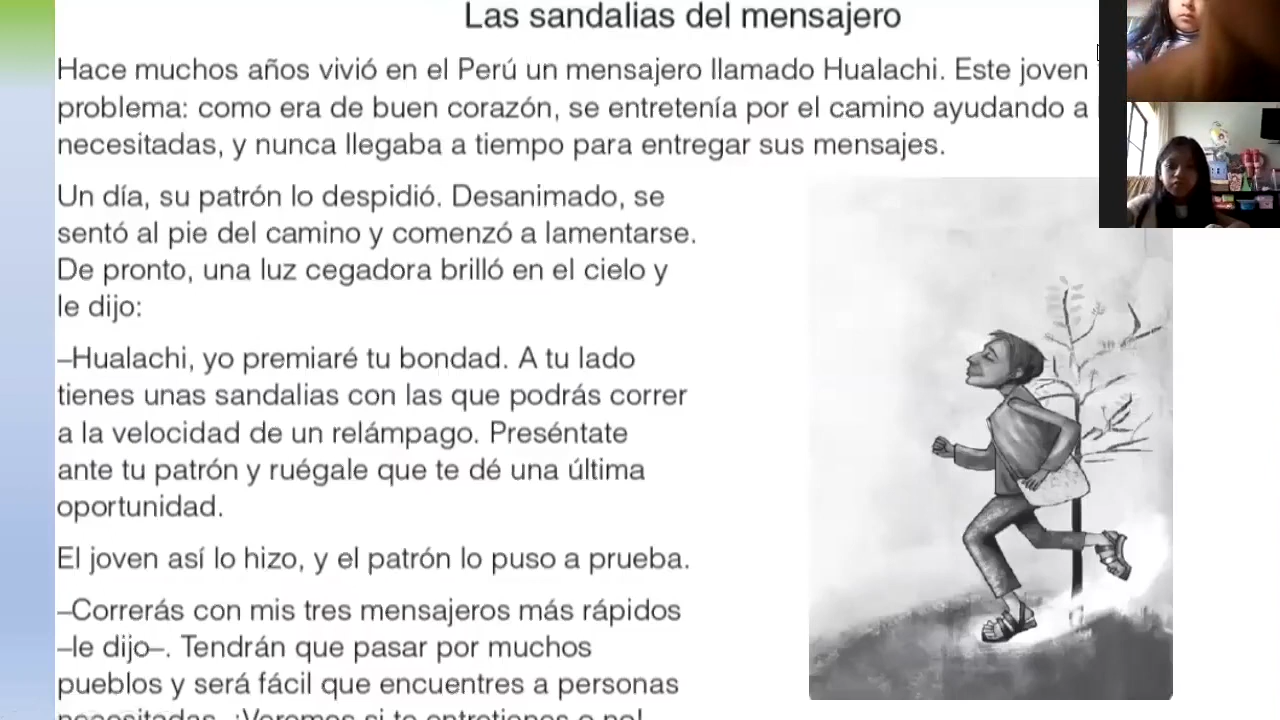 Las sandalias del mensajero
Hace muchos años vivió en el Perú un mensajero llamado Hualachi. Este joven
problema: como era de buen corazón, se entretenía por el camino ayudando a
necesitadas, y nunca llegaba a tiempo para entregar sus mensajes.
Un día, su patrón lo despidió. Desanimado, se
sentó al pie del camino y comenzó a lamentarse.
De pronto, una luz cegadora brilló en el cielo y
le dijo:
–Hualachi, yo premiaré tu bondad. A tu lado
tienes unas sandalias con las que podrás correr
a la velocidad de un relámpago. Preséntate
ante tu patrón y ruégale que te dé una última
oportunidad.
El joven así lo hizo, y el patrón lo puso a prueba.
–Correrás con mis tres mensajeros más rápidos
–le dijo–. Tendrán que pasar por muchos
pueblos y será fácil que encuentres a personas
necesitadas. ¡Veremos si te entretienes o no!